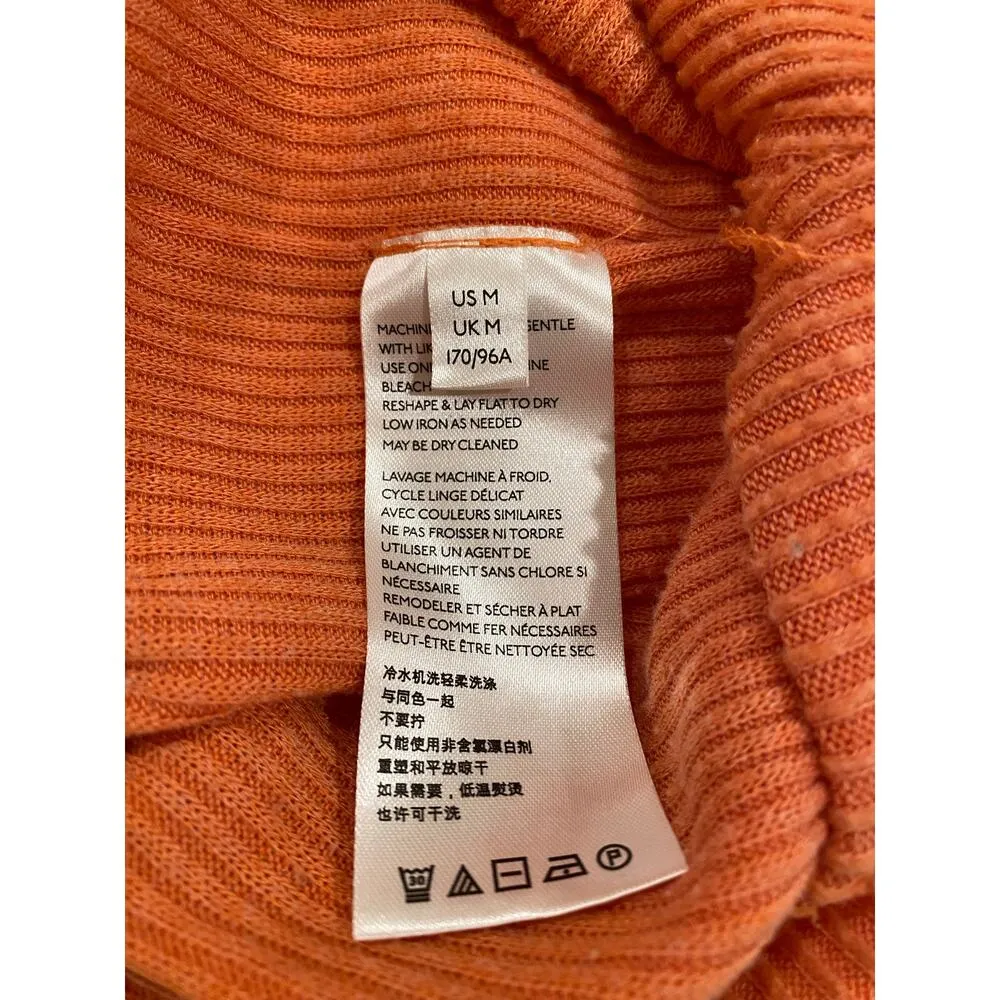 US M
UK M
170/96A
MACHIN GENTLE
WITH
USE ON INE
BLEACH
RESHAPE & LAY FLAT TO DRY
LOW IRON AS NEEDED
MAY BE DRY CLEANED
LAVAGE MACHINE À FROID,
CYCLE LINGE DÉLICAT
AVEC COULEURS SIMILAIRES
NE PAS FROISSER NI TORDRE
UTILISER UN AGENT DE
BLANCHIMENT SANS CHLORE SI
NÉCESSAIRE
REMODELER ET SÉCHER À PLAT
FAIBLE COMME FER NÉCESSAIRES
PEUT-ÊTRE ÊTRE NETTOYÉE SEC
冷水机洗轻柔洗涤
与同色一起
不要拧
只能使用非含氯漂白剂
重塑和平放晾干
如果需要，低温熨烫
也许可干洗
30 P